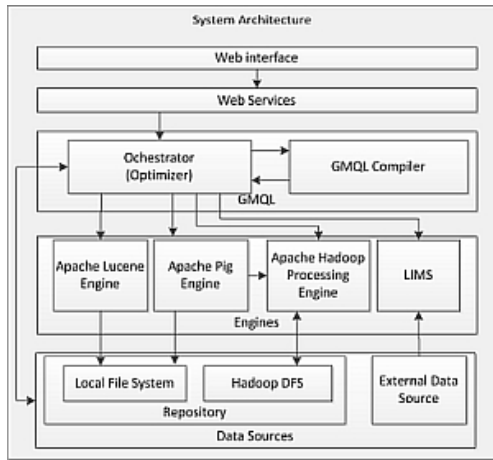 System Architecture
Web interface
Web Services
Ochestrator
(Optimizer)
GMQL Compiler
GMQL
Apache Lucene
Engine
Apache Pig
Engine
Apache Hadoop
Processing
Engine
LIMS
Engines
Local File System
Hadoop DFS
External Data
Source
Repository
Data Sources